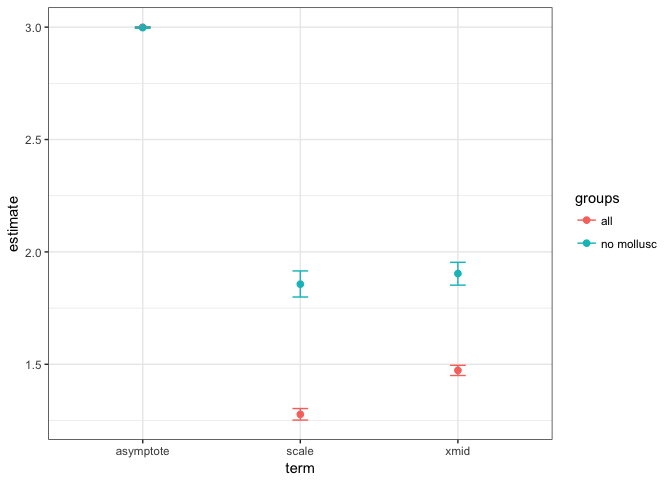 3.0
2.5
2.0
1.5
estimate
asymptote
scale
xmid
term
groups
all
no mollusc